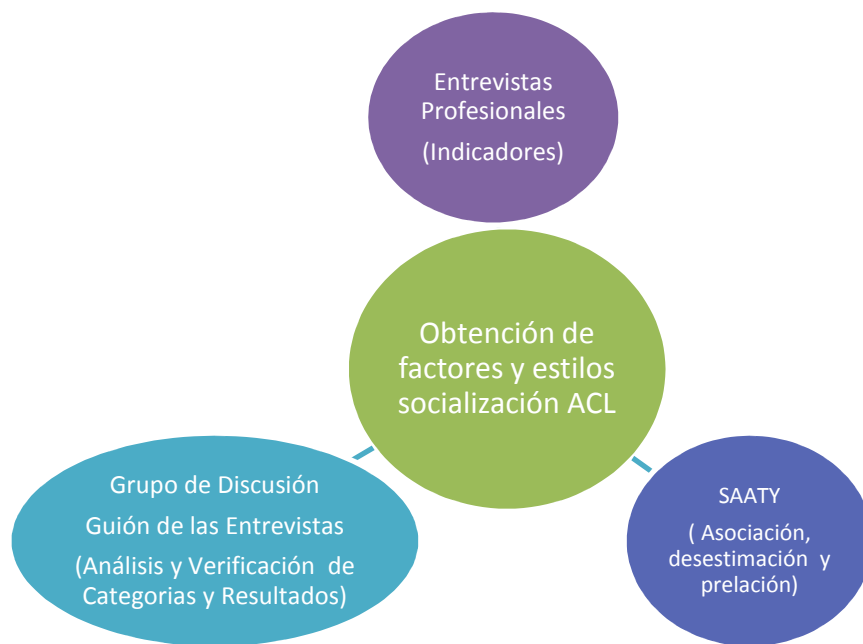 Entrevistas
Profesionales
(Indicadores)
Obtención de
factores y estilos
socialización ACL
Grupo de Discusión
Guión de las Entrevistas
(Análisis y Verificación de
Categorias y Resultados)
SAATY
( Asociación,
desestimación y
prelación)